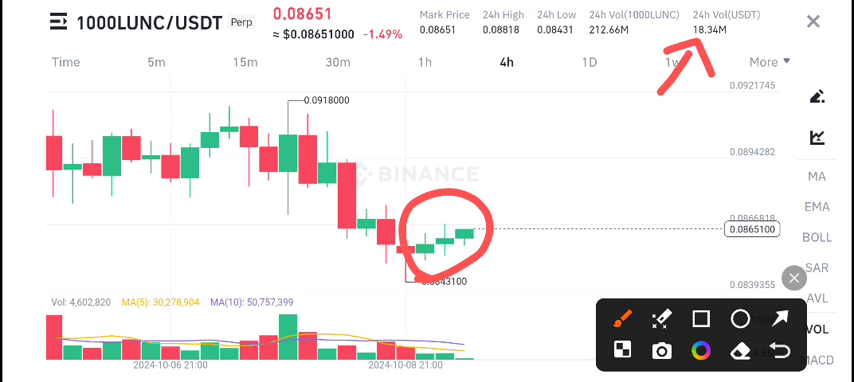 1000LUNC/USDT Perp
0.08651
≈ $0.08651000 -1.49%
Mark Price 24h High 24h Low 24h Vol(1000LUNC) 24h Vol(USDT)
0.08651 0.08818 0.08431 212.66M 18.34M
Time 5m 15m 30m 1h 4h 1D 1w More
0.0921745
0.0918000
0.0894282
BINANCE
0.0866818
0.0865100
0.0843100
0.0839355
MA
EMA
BOLL
SAR
AVL
VOL
MACD
Vol: 4,602,820 MA(5): 30,278,904 MA(10): 50,757,399
2024-10-06 21:00 2024-10-08 21:00